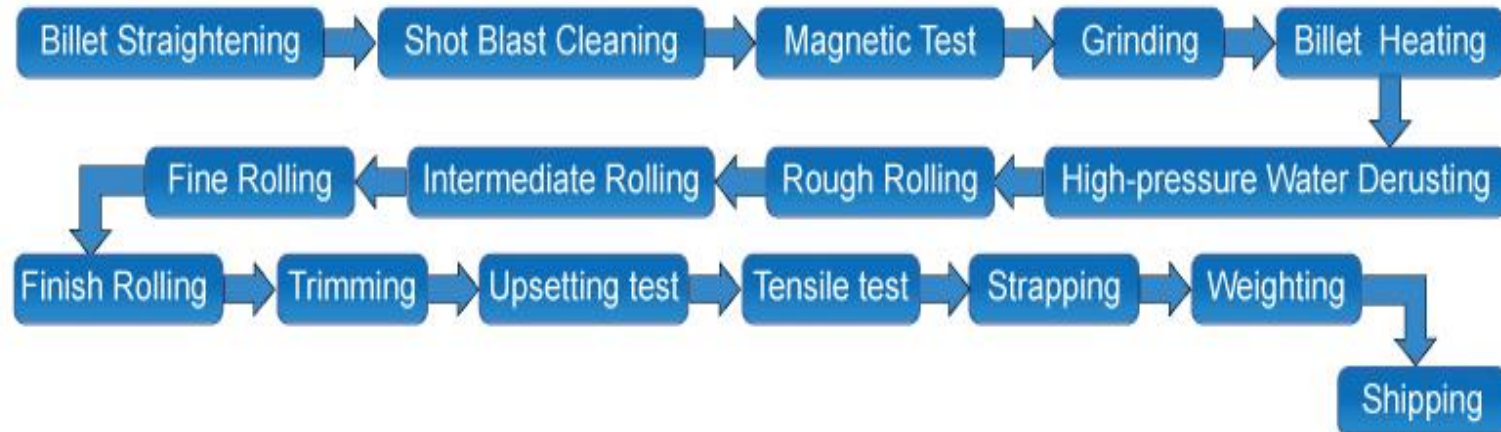 Billet Straightening
Shot Blast Cleaning
Magnetic Test
Grinding
Billet Heating
High-pressure Water Derusting
Rough Rolling
Intermediate Rolling
Fine Rolling
Finish Rolling
Trimming
Upsetting test
Tensile test
Strapping
Weighting
Shipping